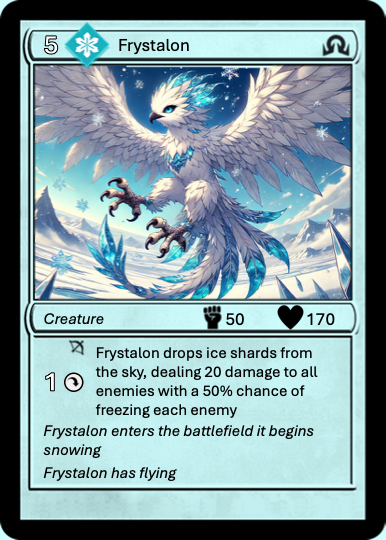 5 Frystalon
Creature 50 170
Frystalon drops ice shards from
the sky, dealing 20 damage to all
1 enemies with a 50% chance of
freezing each enemy
Frystalon enters the battlefield it begins
snowing
Frystalon has flying